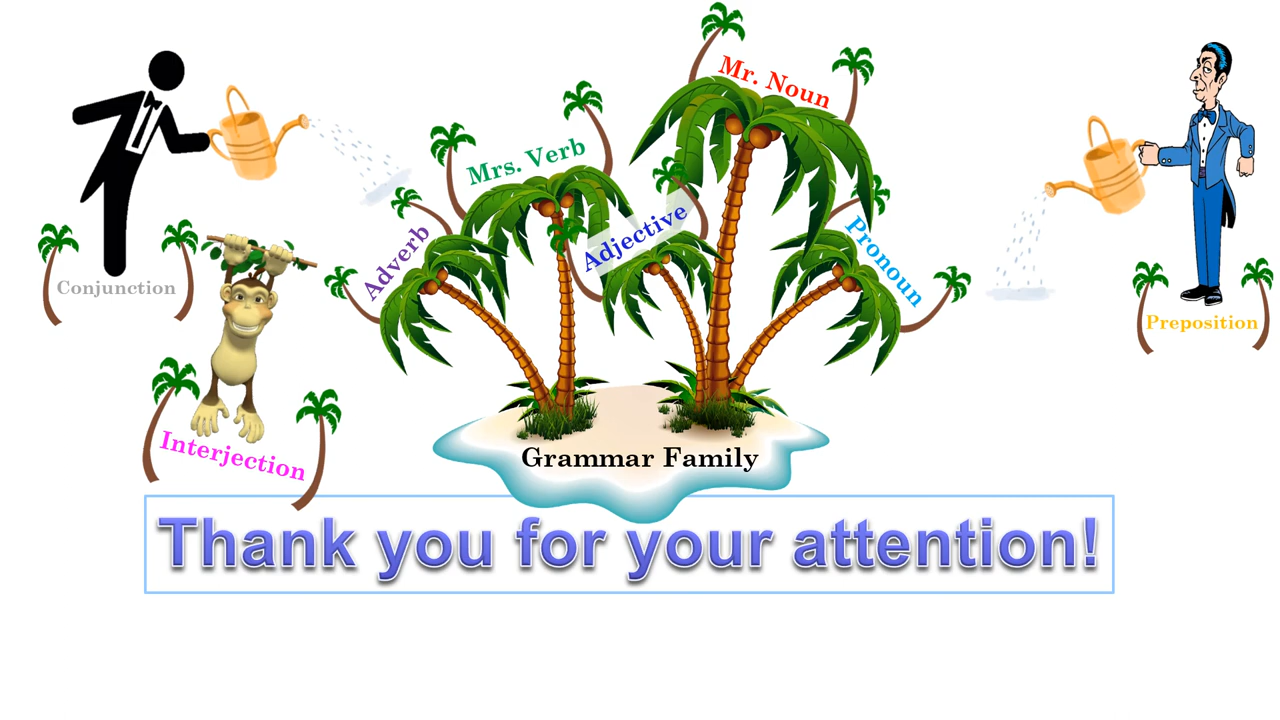 Mr. Noun
Mrs. Verb
Adverb
Adjective
Pronoun
Conjunction
Preposition
Interjection
Grammar Family
Thank you for your attention!